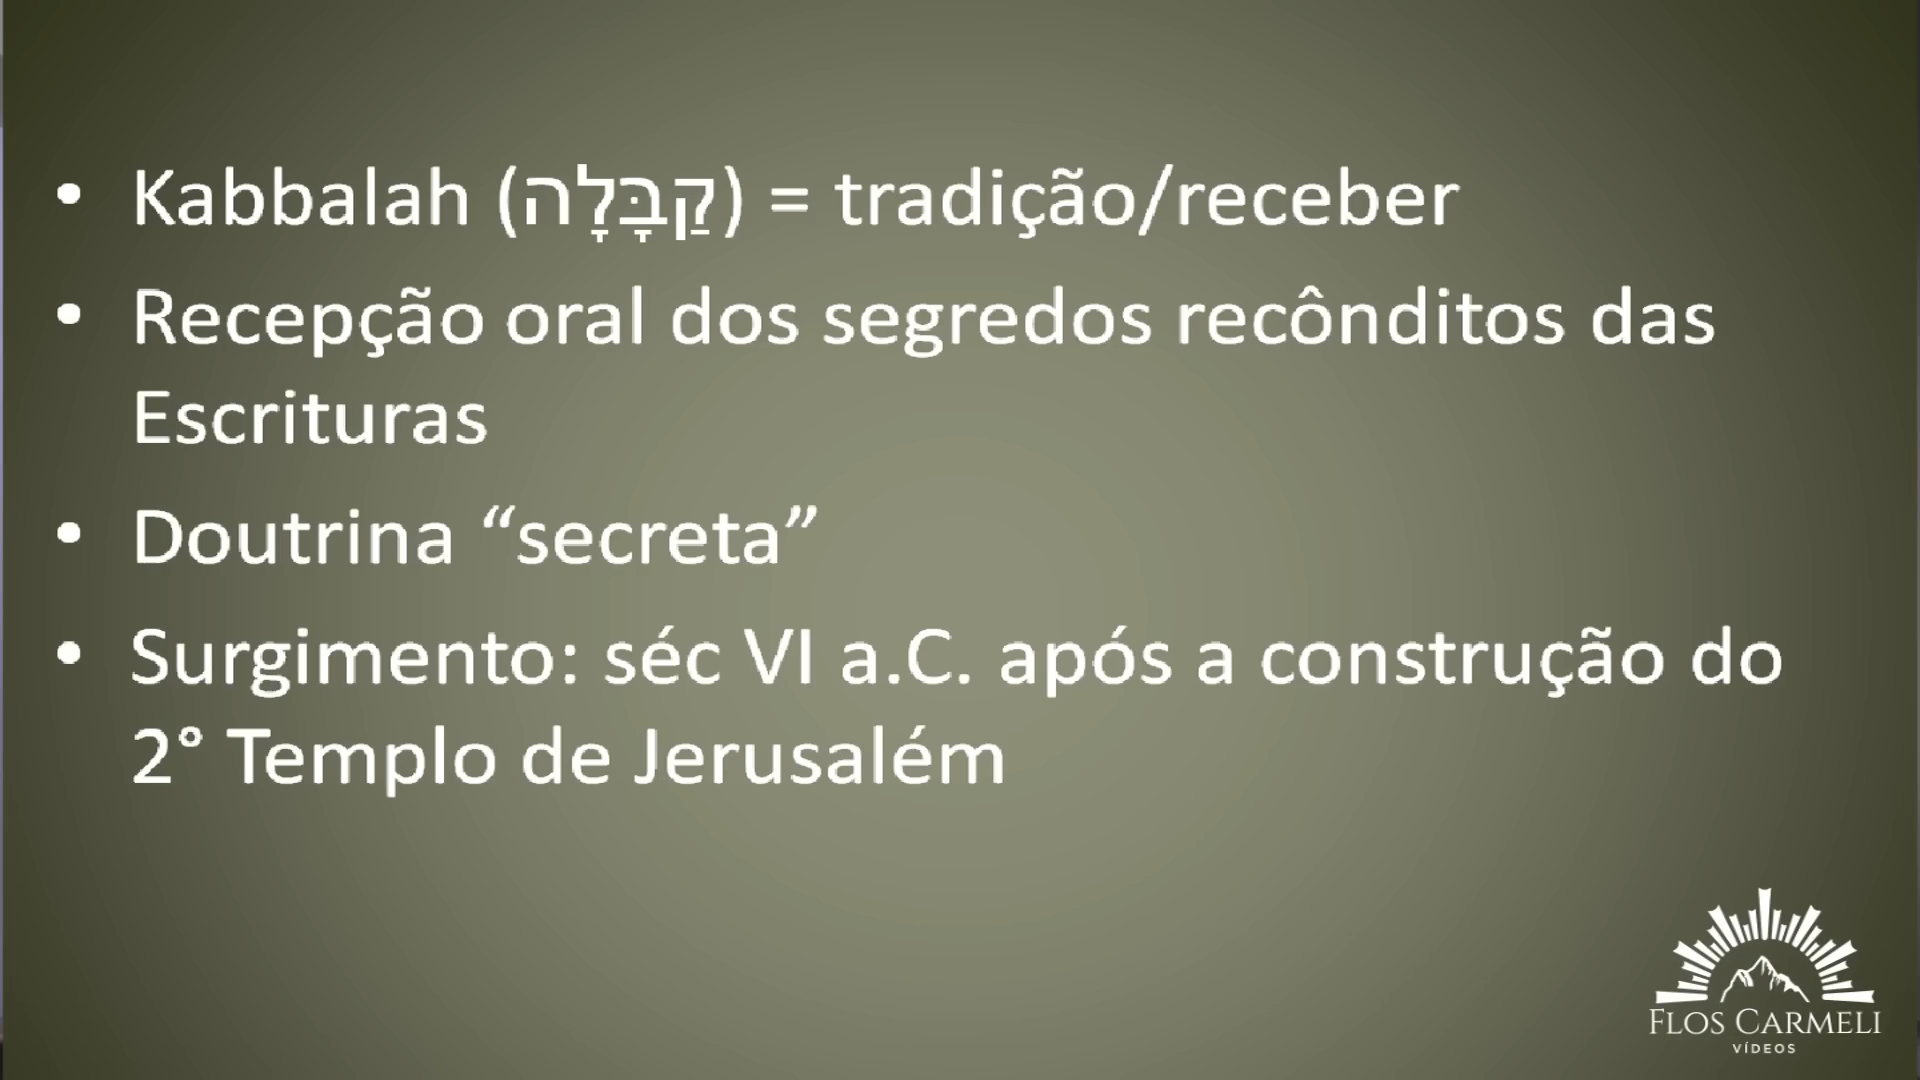 • Kabbalah (קַבָּלָה) = tradição/receber
• Recepção oral dos segredos recônditos das
Escrituras
• Doutrina “secreta”
• Surgimento: séc VI a.C. após a construção do
2° Templo de Jerusalém
FLOS CARMELI
VÍDEOS